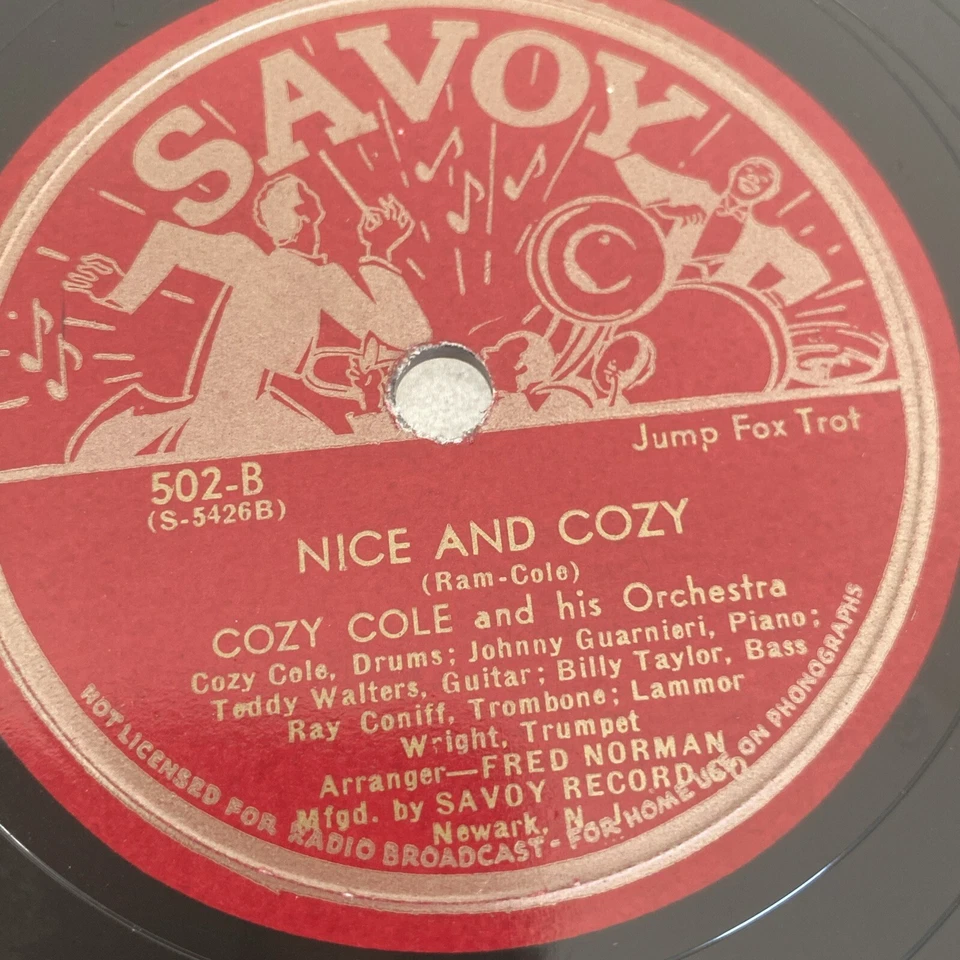 SAVOY
C
Jump Fox Trot
502-B
(S-5426B)
NICE AND COZY
(Ram-Cole)
COZY COLE and his Orchestra
Cozy Cole, Drums; Johnny Guarnieri, Piano;
Teddy Walters, Guitar; Billy Taylor, Bass
Ray Coniff, Trombone; Lammor
Wright, Trumpet
Arranger—FRED NORMAN
Mfgd. by SAVOY RECORD
Newark, N. J.
NOT LICENSED FOR RADIO BROADCAST - FOR HOME USE ON PHONOGRAPHS